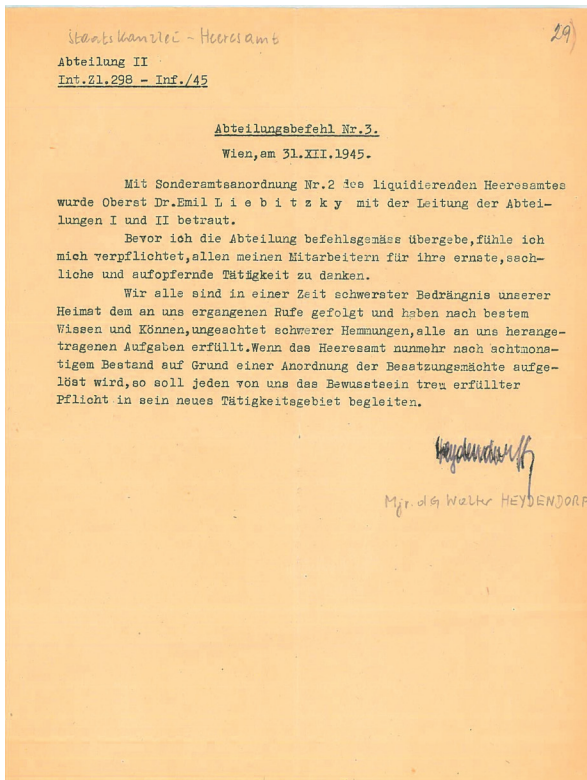 Staatskanzlei - Heeresamt
29)
Abteilung II
Int.Zl.298 - Inf./45
Abteilungsbefehl Nr.3.
Wien,am 31.XII.1945.
Mit Sonderamtsanordnung Nr.2 des liquidierenden Heeresamtes
wurde Oberst Dr.Emil L i e b i t z k y mit der Leitung der Abtei-
lungen I und II betraut.
Bevor ich die Abteilung befehlsgemäss übergebe,fühle ich
mich verpflichtet,allen meinen Mitarbeitern für ihre ernste,sach-
liche und aufopfernde Tätigkeit zu danken.
Wir alle sind in einer Zeit schwerster Bedrängnis unserer
Heimat dem an uns ergangenen Rufe gefolgt und haben nach bestem
Wissen und Können,ungeachtet schwerer Hemmungen,alle an uns herange-
tragenen Aufgaben erfüllt.Wenn das Heeresamt nunmehr nach achtmona-
tigem Bestand auf Grund einer Anordnung der Besatzungsmächte aufge-
löst wird,so soll jeden von uns das Bewusstsein treu erfüllter
Pflicht in sein neues Tätigkeitsgebiet begleiten.
Heydendorff
Mjr. dG Walter HEYDENDORF